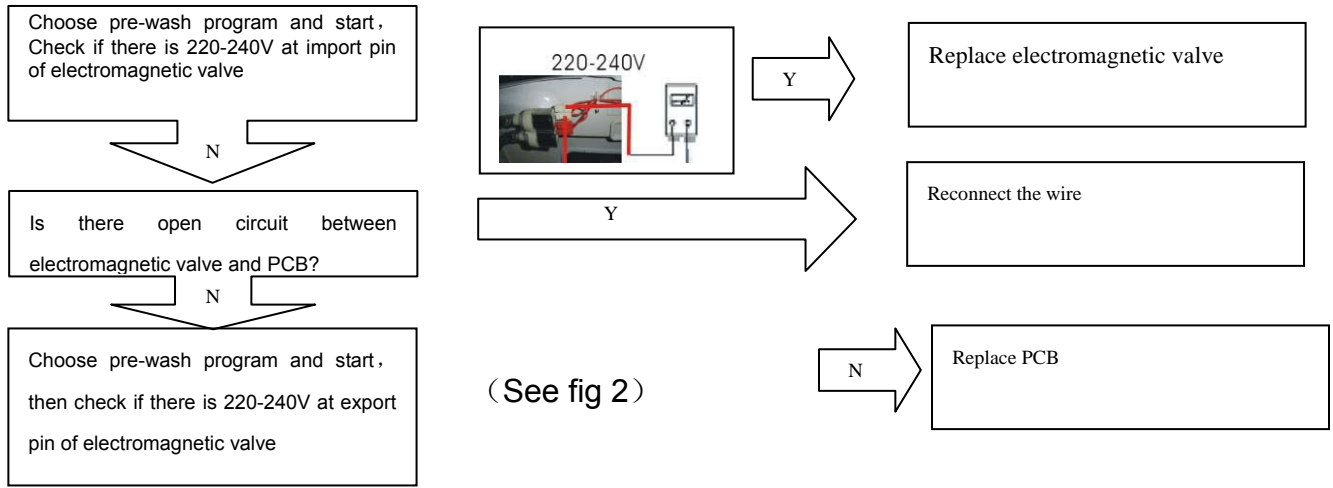 Choose pre-wash program and start，
Check if there is 220-240V at import pin
of electromagnetic valve
220-240V
Y
Replace electromagnetic valve
N
Is there open circuit between
electromagnetic valve and PCB?
Y
Reconnect the wire
N
Choose pre-wash program and start，
then check if there is 220-240V at export
pin of electromagnetic valve
（See fig 2）
N
Replace PCB